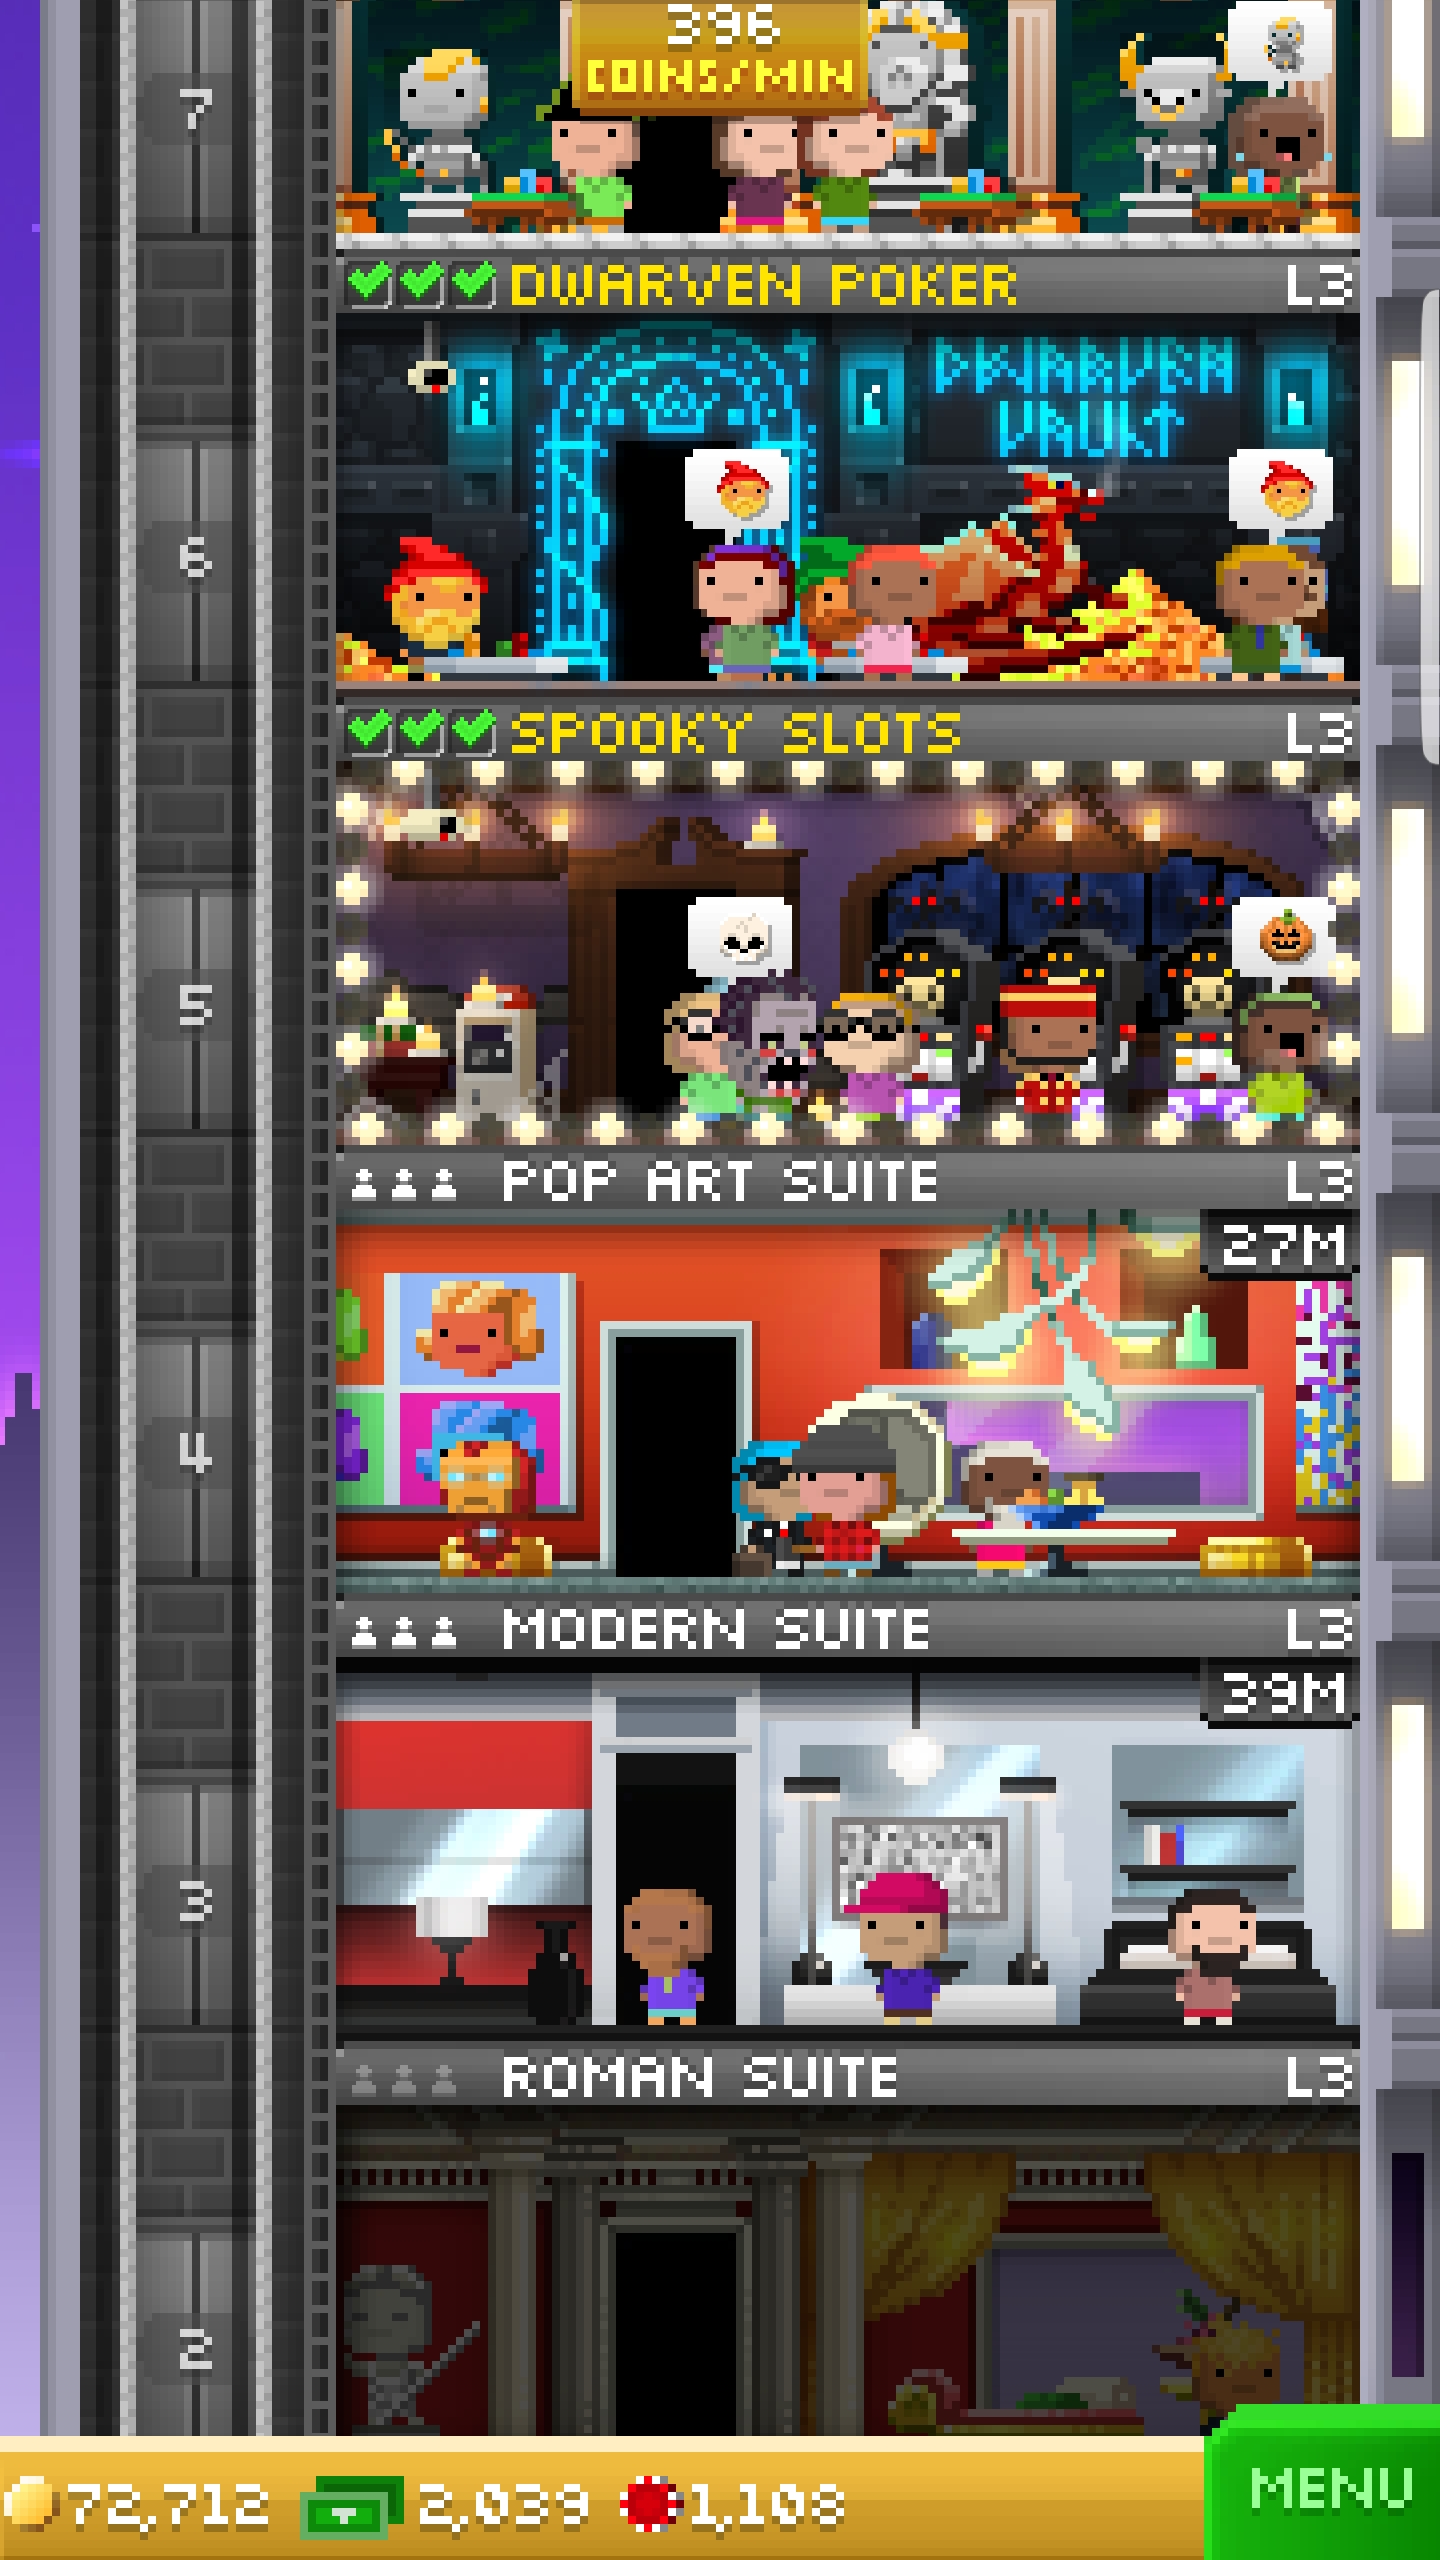 396
COINS/MIN
7
DWARVEN POKER L3
DWARVEN
VAULT
6
SPOOKY SLOTS L3
5
POP ART SUITE L3
27M
4
MODERN SUITE L3
39M
3
ROMAN SUITE L3
2
72,712 2,039 1,108 MENU